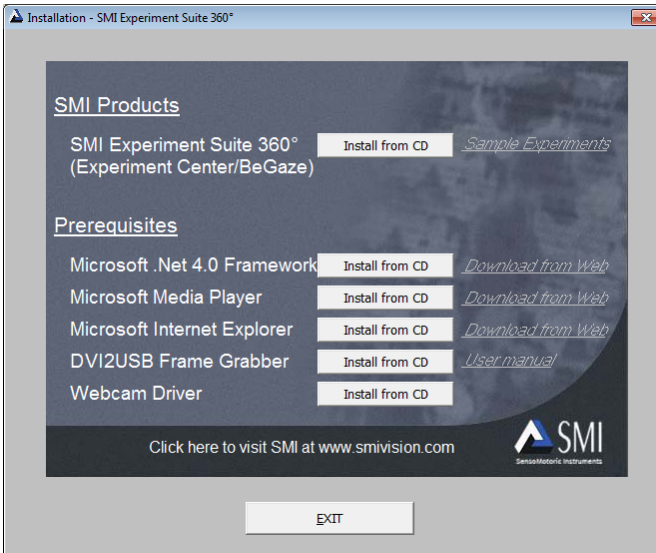 Installation - SMI Experiment Suite 360°
SMI Products
SMI Experiment Suite 360° Install from CD Sample Experiments
(Experiment Center/BeGaze)
Prerequisites
Microsoft .Net 4.0 Framework Install from CD Download from Web
Microsoft Media Player Install from CD Download from Web
Microsoft Internet Explorer Install from CD Download from Web
DVI2USB Frame Grabber Install from CD User manual
Webcam Driver Install from CD
Click here to visit SMI at www.smivision.com
SMI
SensoMotoric Instruments
EXIT